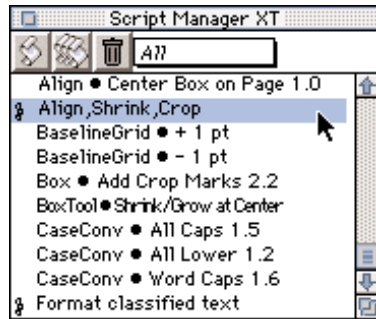 Script Manager XT
All
Align ● Center Box on Page 1.0
Align,Shrink,Crop
BaselineGrid ● + 1 pt
BaselineGrid ● - 1 pt
Box ● Add Crop Marks 2.2
BoxTool●Shrink/Grow at Center
CaseConv ● All Caps 1.5
CaseConv ● All Lower 1.2
CaseConv ● Word Caps 1.6
Format classified text